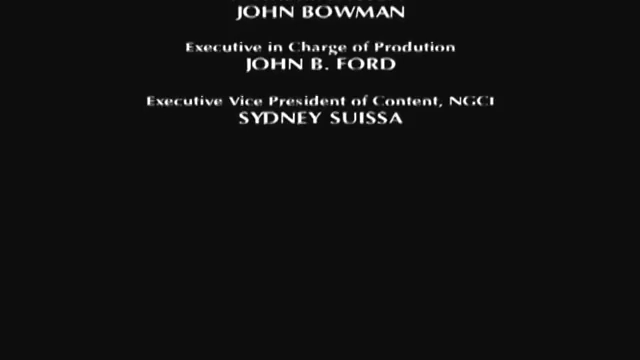 JOHN BOWMAN
Executive in Charge of Prodution
JOHN B. FORD
Executive Vice President of Content, NGCI
SYDNEY SUISSA